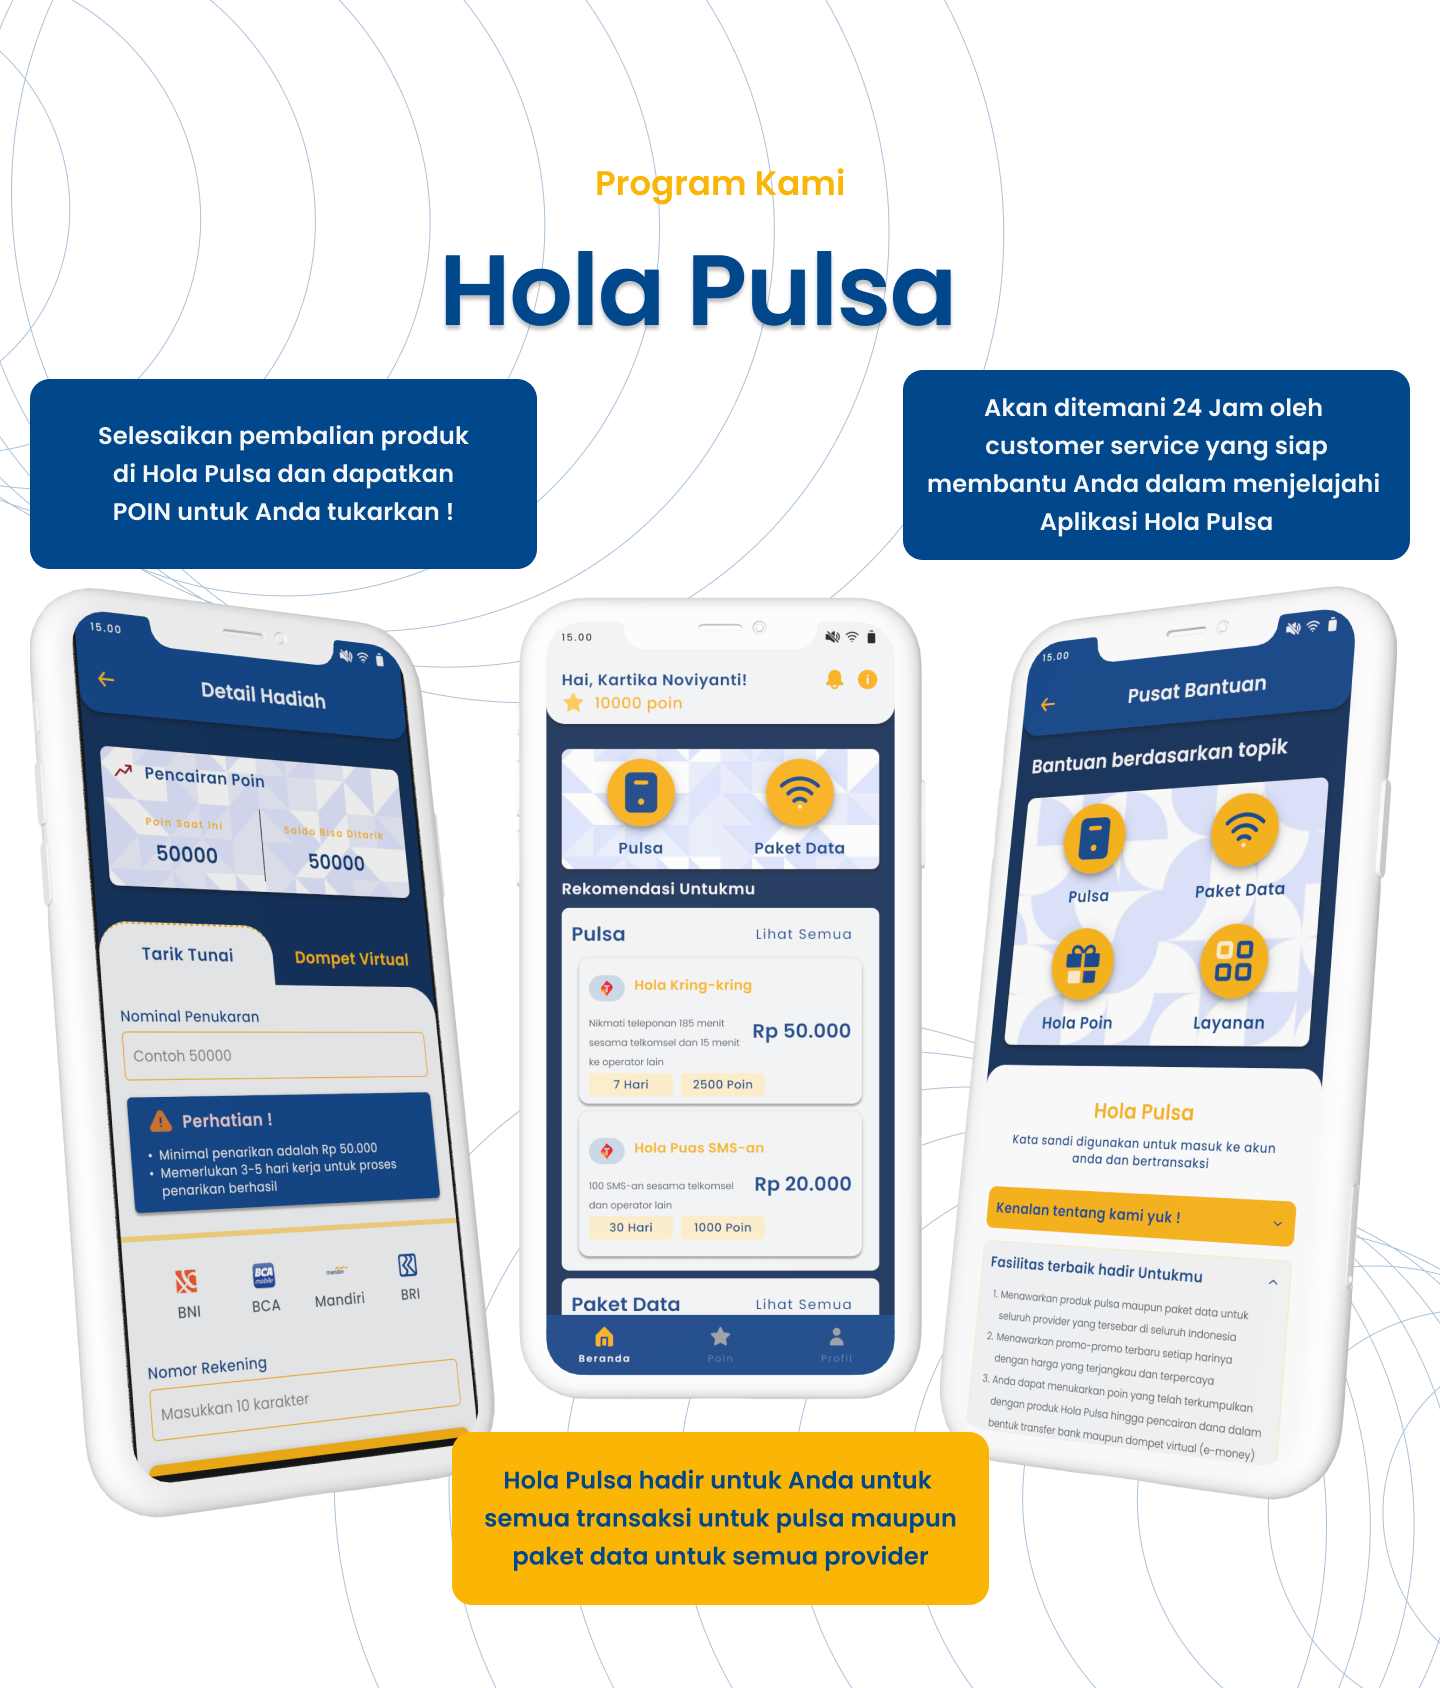 Program Kami
Hola Pulsa
Selesaikan pembalian produk
di Hola Pulsa dan dapatkan
POIN untuk Anda tukarkan !
Akan ditemani 24 Jam oleh
customer service yang siap
membantu Anda dalam menjelajahi
Aplikasi Hola Pulsa
15.00
Detail Hadiah
Pencairan Poin
Poin Saat Ini
Saldo Bisa Ditarik
50000
50000
Tarik Tunai
Dompet Virtual
Nominal Penukaran
Contoh 50000
Perhatian !
• Minimal penarikan adalah Rp 50.000
• Memerlukan 3-5 hari kerja untuk proses
penarikan berhasil
BCA
mobile
mandiri
BNI
BCA
Mandiri
BRI
Nomor Rekening
Masukkan 10 karakter
15.00
Hai, Kartika Noviyanti!
10000 poin
Pulsa
Paket Data
Rekomendasi Untukmu
Pulsa
Lihat Semua
Hola Kring-kring
Nikmati teleponan 185 menit
sesama telkomsel dan 15 menit
ke operator lain
Rp 50.000
7 Hari
2500 Poin
Hola Puas SMS-an
100 SMS-an sesama telkomsel
dan operator lain
Rp 20.000
30 Hari
1000 Poin
Paket Data
Lihat Semua
Beranda
Poin
Profil
15.00
Pusat Bantuan
Bantuan berdasarkan topik
Pulsa
Paket Data
Hola Poin
Layanan
Hola Pulsa
Kata sandi digunakan untuk masuk ke akun
anda dan bertransaksi
Kenalan tentang kami yuk !
Fasilitas terbaik hadir Untukmu
1. Menawarkan produk pulsa maupun paket data untuk
seluruh provider yang tersebar di seluruh Indonesia
2. Menawarkan promo-promo terbaru setiap harinya
dengan harga yang terjangkau dan terpercaya
3. Anda dapat menukarkan poin yang telah terkumpulkan
dengan produk Hola Pulsa hingga pencairan dana dalam
bentuk transfer bank maupun dompet virtual (e-money)
Hola Pulsa hadir untuk Anda untuk
semua transaksi untuk pulsa maupun
paket data untuk semua provider